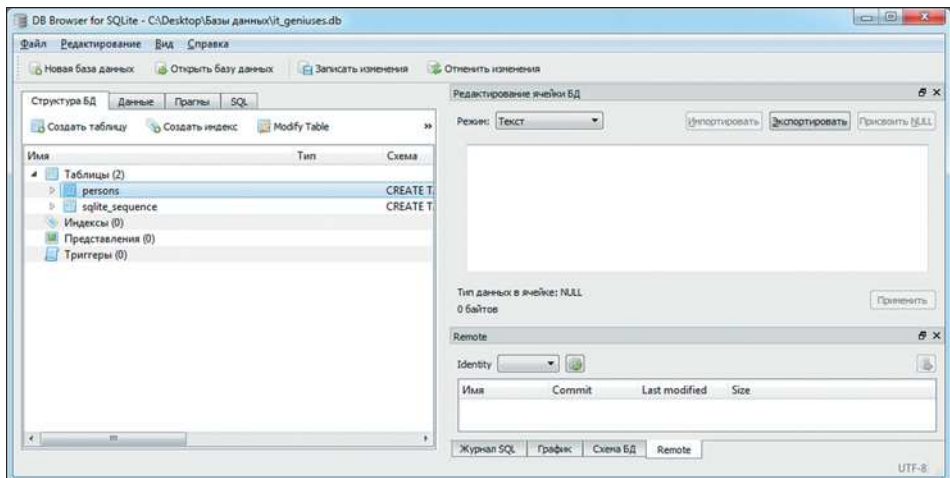 DB Browser for SQLite - C:\Desktop\Базы данных\it_geniuses.db
Файл Редактирование Вид Справка
Новая база данных Открыть базу данных Записать изменения Отменить изменения
Структура БД Данные Прагмы SQL
Создать таблицу Создать индекс Modify Table »
Имя Тип Схема
Таблицы (2)
persons CREATE T.
sqlite_sequence CREATE T.
Индексы (0)
Представления (0)
Триггеры (0)
Редактирование ячейки БД
Режим: Текст Импортировать Экспортировать Присвоить NULL
Тип данных в ячейке: NULL
0 байтов
Применить
Remote
Identity
Имя Commit Last modified Size
Журнал SQL График Схема БД Remote
UTF-8